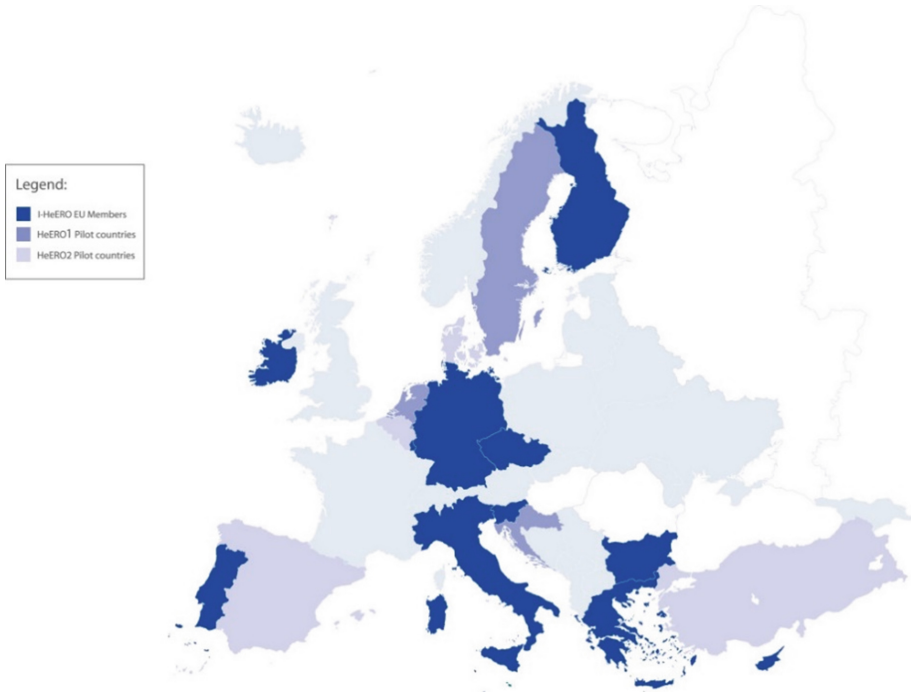 Legend:
I-HeERO EU Members
HeERO1 Pilot countries
HeERO2 Pilot countries